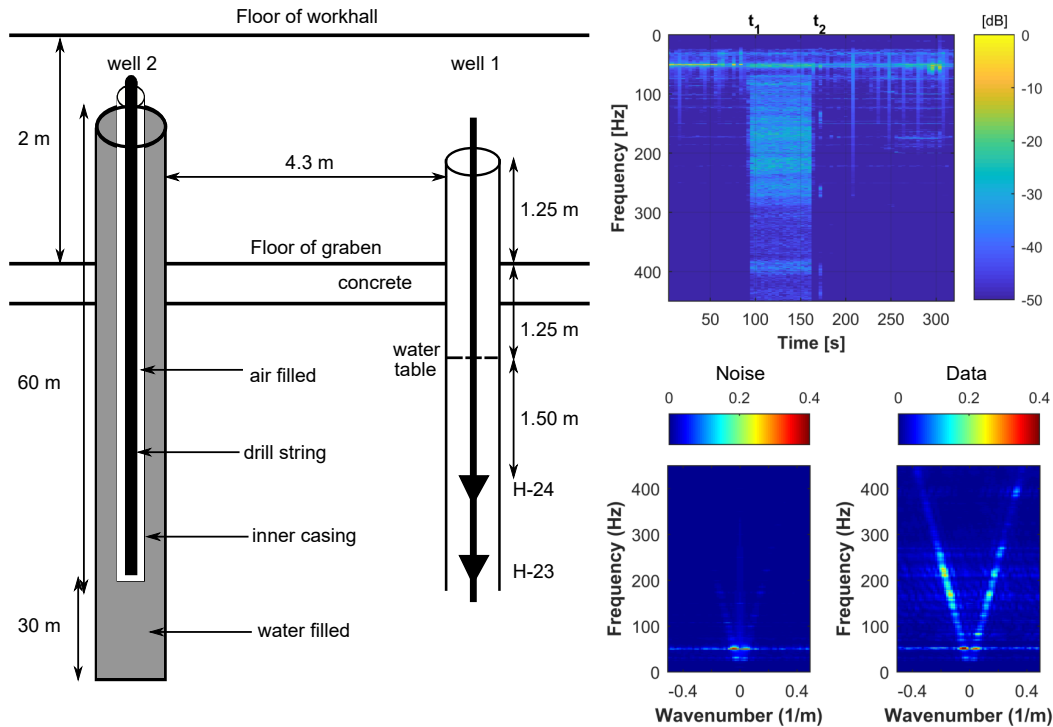 Floor of workhall
well 2
well 1
2 m
4.3 m
1.25 m
Floor of graben
concrete
1.25 m
water
table
60 m
air filled
1.50 m
drill string
H-24
inner casing
H-23
30 m
water filled
t1
t2
[dB]
0
100
200
300
400
Frequency [Hz]
50
100
150
200
250
300
Time [s]
0
-10
-20
-30
-40
-50
Noise
Data
0
0.2
0.4
0
0.2
0.4
450
400
300
200
100
0
Frequency (Hz)
-0.4
0
0.4
Wavenumber (1/m)
450
400
300
200
100
0
Frequency (Hz)
-0.4
0
0.4
Wavenumber (1/m)